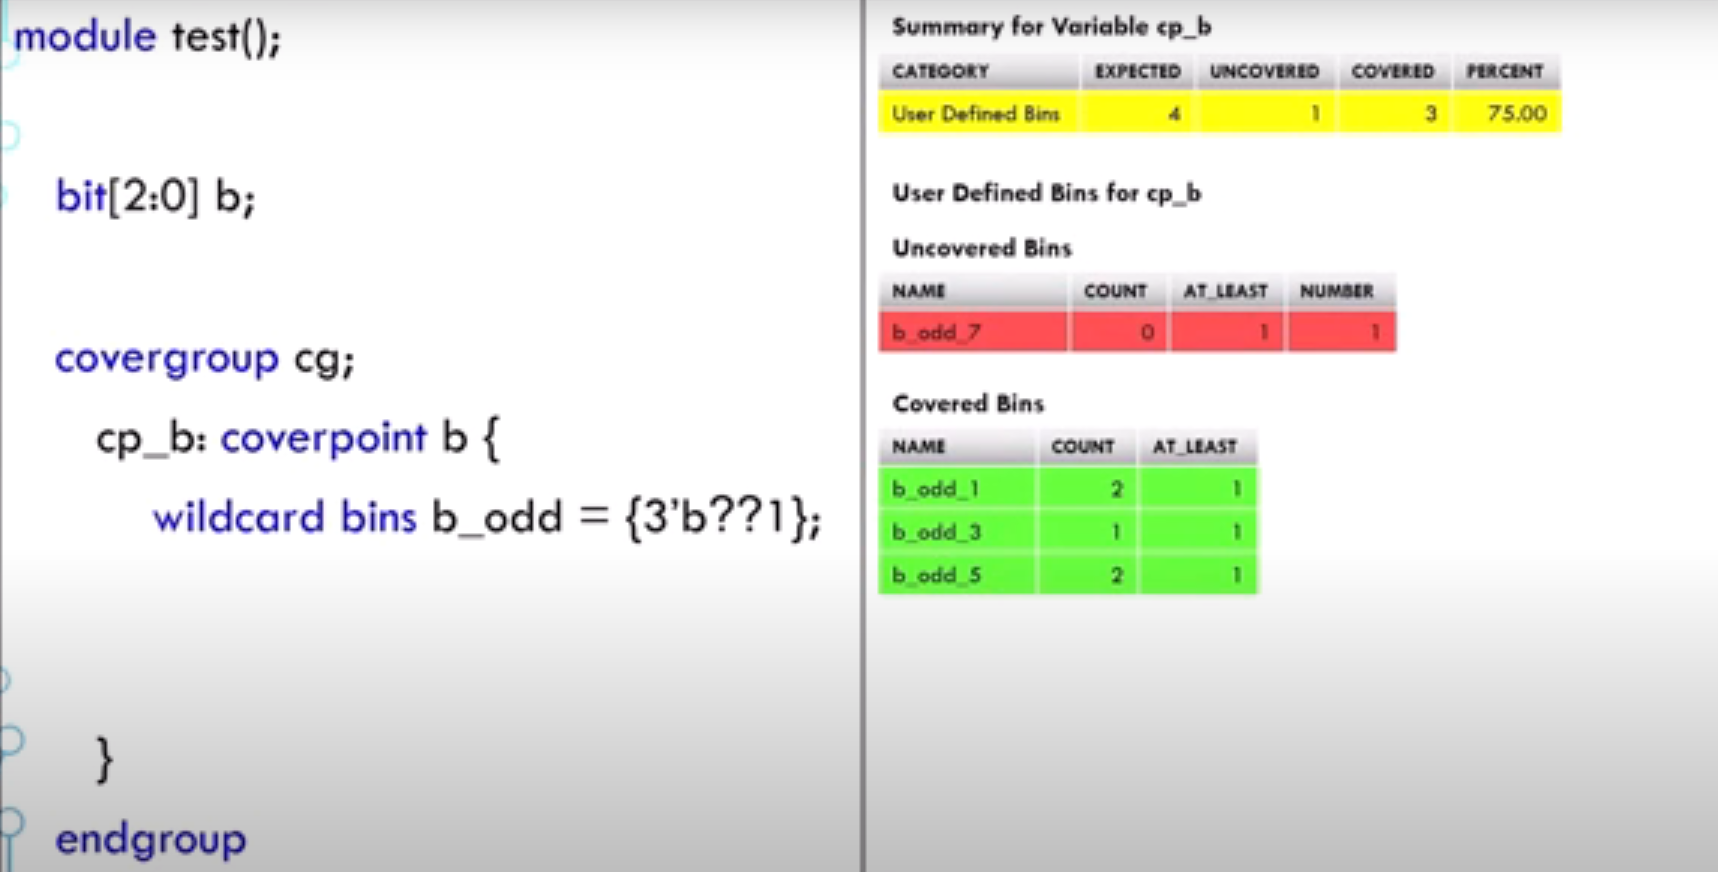 module test();
bit[2:0] b;
covergroup cg;
cp_b: coverpoint b {
wildcard bins b_odd = {3'b??1};
}
endgroup
Summary for Variable cp_b
CATEGORY EXPECTED UNCOVERED COVERED PERCENT
User Defined Bins 4 1 3 75.00
User Defined Bins for cp_b
Uncovered Bins
NAME COUNT AT_LEAST NUMBER
b_odd_7 0 1 1
Covered Bins
NAME COUNT AT_LEAST
b_odd_1 2 1
b_odd_3 1 1
b_odd_5 2 1